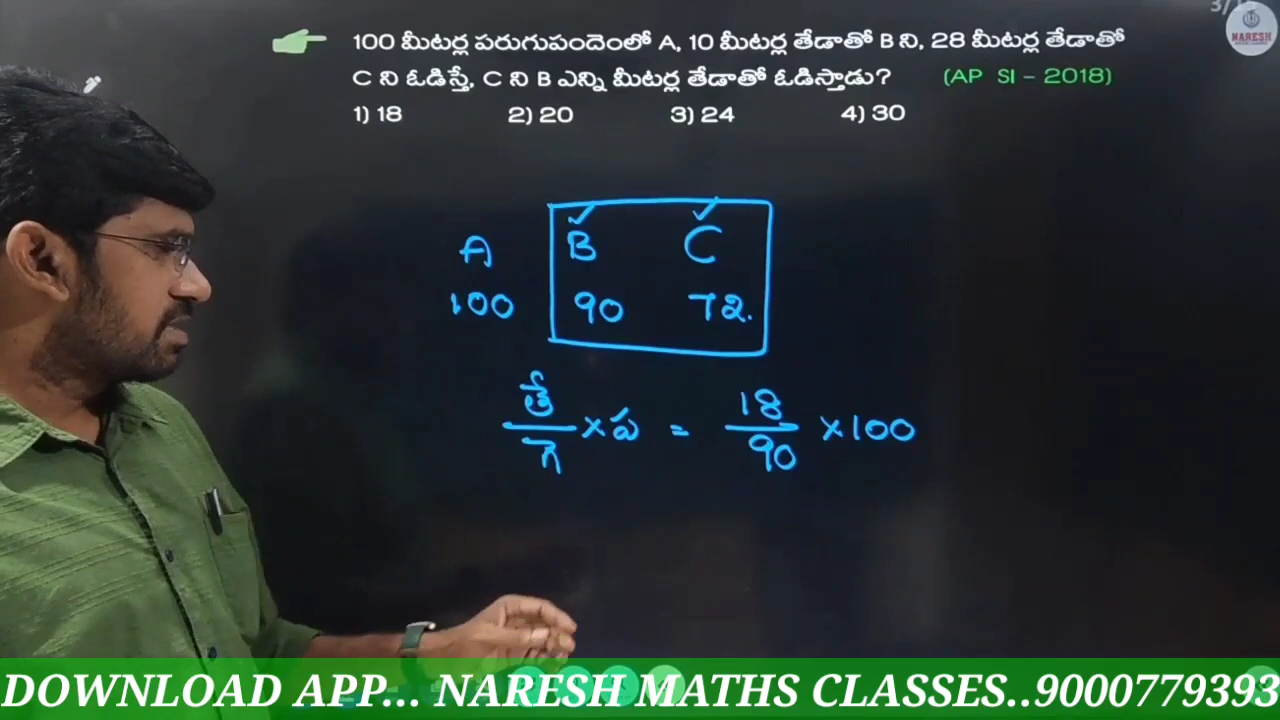 100 మీటర్ల పరుగుపందెంలో A, 10 మీటర్ల తేడాతో B ని, 28 మీటర్ల తేడాతో
C ని ఓడిస్తే, C ని B ఎన్ని మీటర్ల తేడాతో ఓడిస్తాడు? (AP SI – 2018)
1) 18 2) 20 3) 24 4) 30
NARESH
A B C
100 90 72.
తే/గె × ప = 18/90 × 100
DOWNLOAD APP... NARESH MATHS CLASSES..9000779393